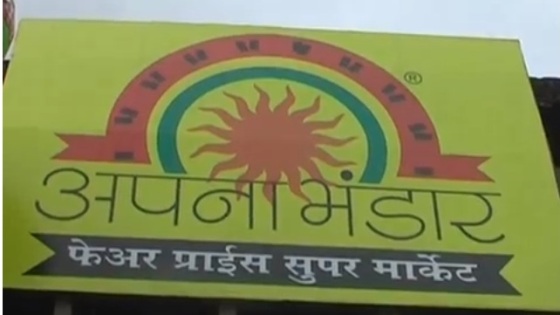 अपना भंडार
फेअर प्राईस सुपर मार्केट